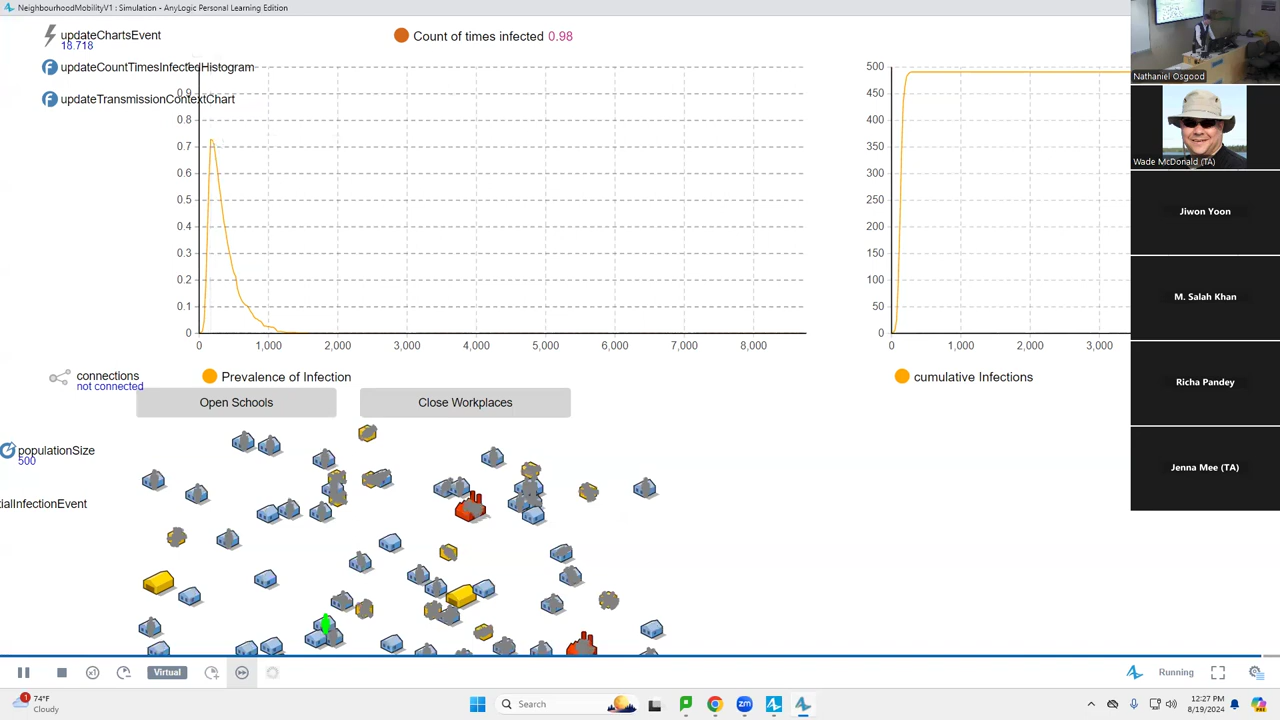 NeighbourhoodMobilityV1 : Simulation - AnyLogic Personal Learning Edition
updateChartsEvent
18.718
updateCountTimesInfectedHistogram
updateTransmissionContextChart
Count of times infected 0.98
0.9
0.8
0.7
0.6
0.5
0.4
0.3
0.2
0.1
0
0 1,000 2,000 3,000 4,000 5,000 6,000 7,000 8,000
500
450
400
350
300
250
200
150
100
50
0
0 1,000 2,000 3,000
connections
not connected
Prevalence of Infection
cumulative Infections
Open Schools
Close Workplaces
populationSize
500
tialInfectionEvent
Nathaniel Osgood
Wade McDonald (TA)
Jiwon Yoon
M. Salah Khan
Richa Pandey
Jenna Mee (TA)
x1
Virtual
Running
1
74°F
Cloudy
Search
zm
12:27 PM
8/19/2024